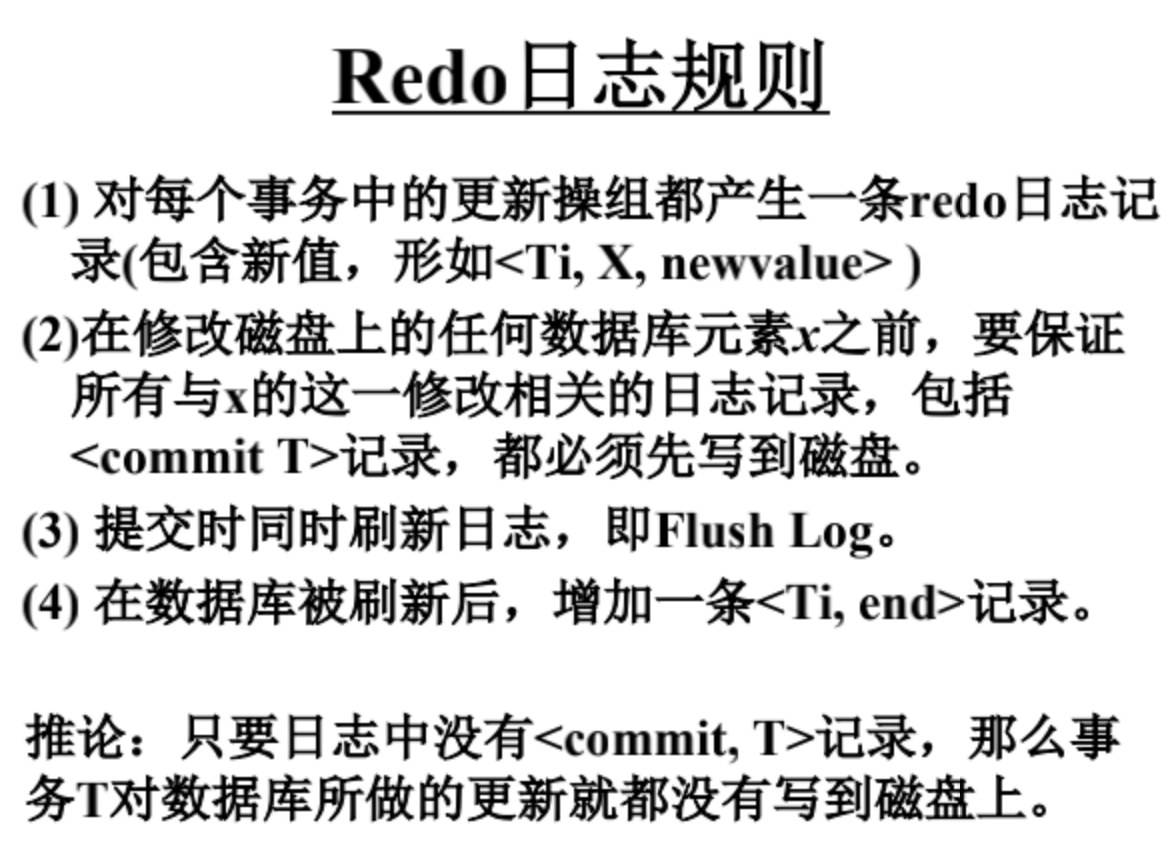 Redo日志规则
(1) 对每个事务中的更新操组都产生一条redo日志记
录(包含新值，形如<Ti, X, newvalue> )
(2)在修改磁盘上的任何数据库元素x之前，要保证
所有与x的这一修改相关的日志记录，包括
<commit T>记录，都必须先写到磁盘。
(3) 提交时同时刷新日志，即Flush Log。
(4) 在数据库被刷新后，增加一条<Ti, end>记录。
推论：只要日志中没有<commit, T>记录，那么事
务T对数据库所做的更新就都没有写到磁盘上。